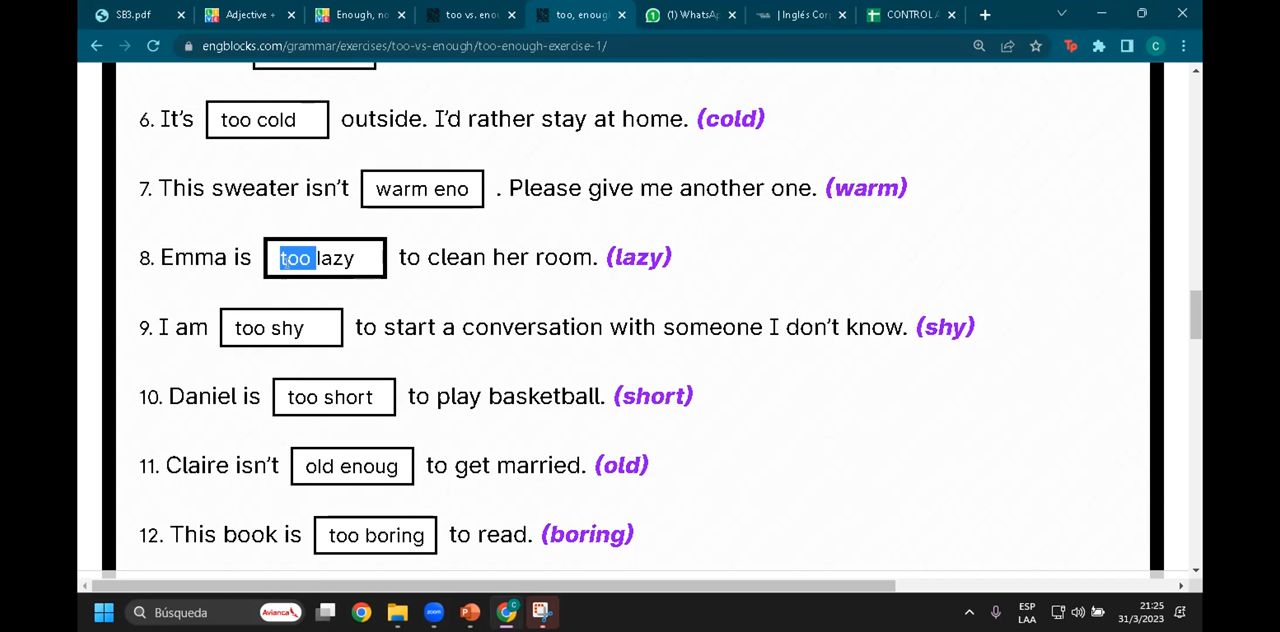 SB3.pdf
Adjective +
Enough, no
too vs. enou
too, enoug
(1) WhatsAp
| Inglés Cor
CONTROL A
engblocks.com/grammar/exercises/too-vs-enough/too-enough-exercise-1/
Tp
C
6. It's too cold outside. I'd rather stay at home. (cold)
7. This sweater isn't warm eno . Please give me another one. (warm)
8. Emma is too lazy to clean her room. (lazy)
9. I am too shy to start a conversation with someone I don't know. (shy)
10. Daniel is too short to play basketball. (short)
11. Claire isn't old enoug to get married. (old)
12. This book is too boring to read. (boring)
Búsqueda
Avianca
zoom
ESP
LAA
21:25
31/3/2023